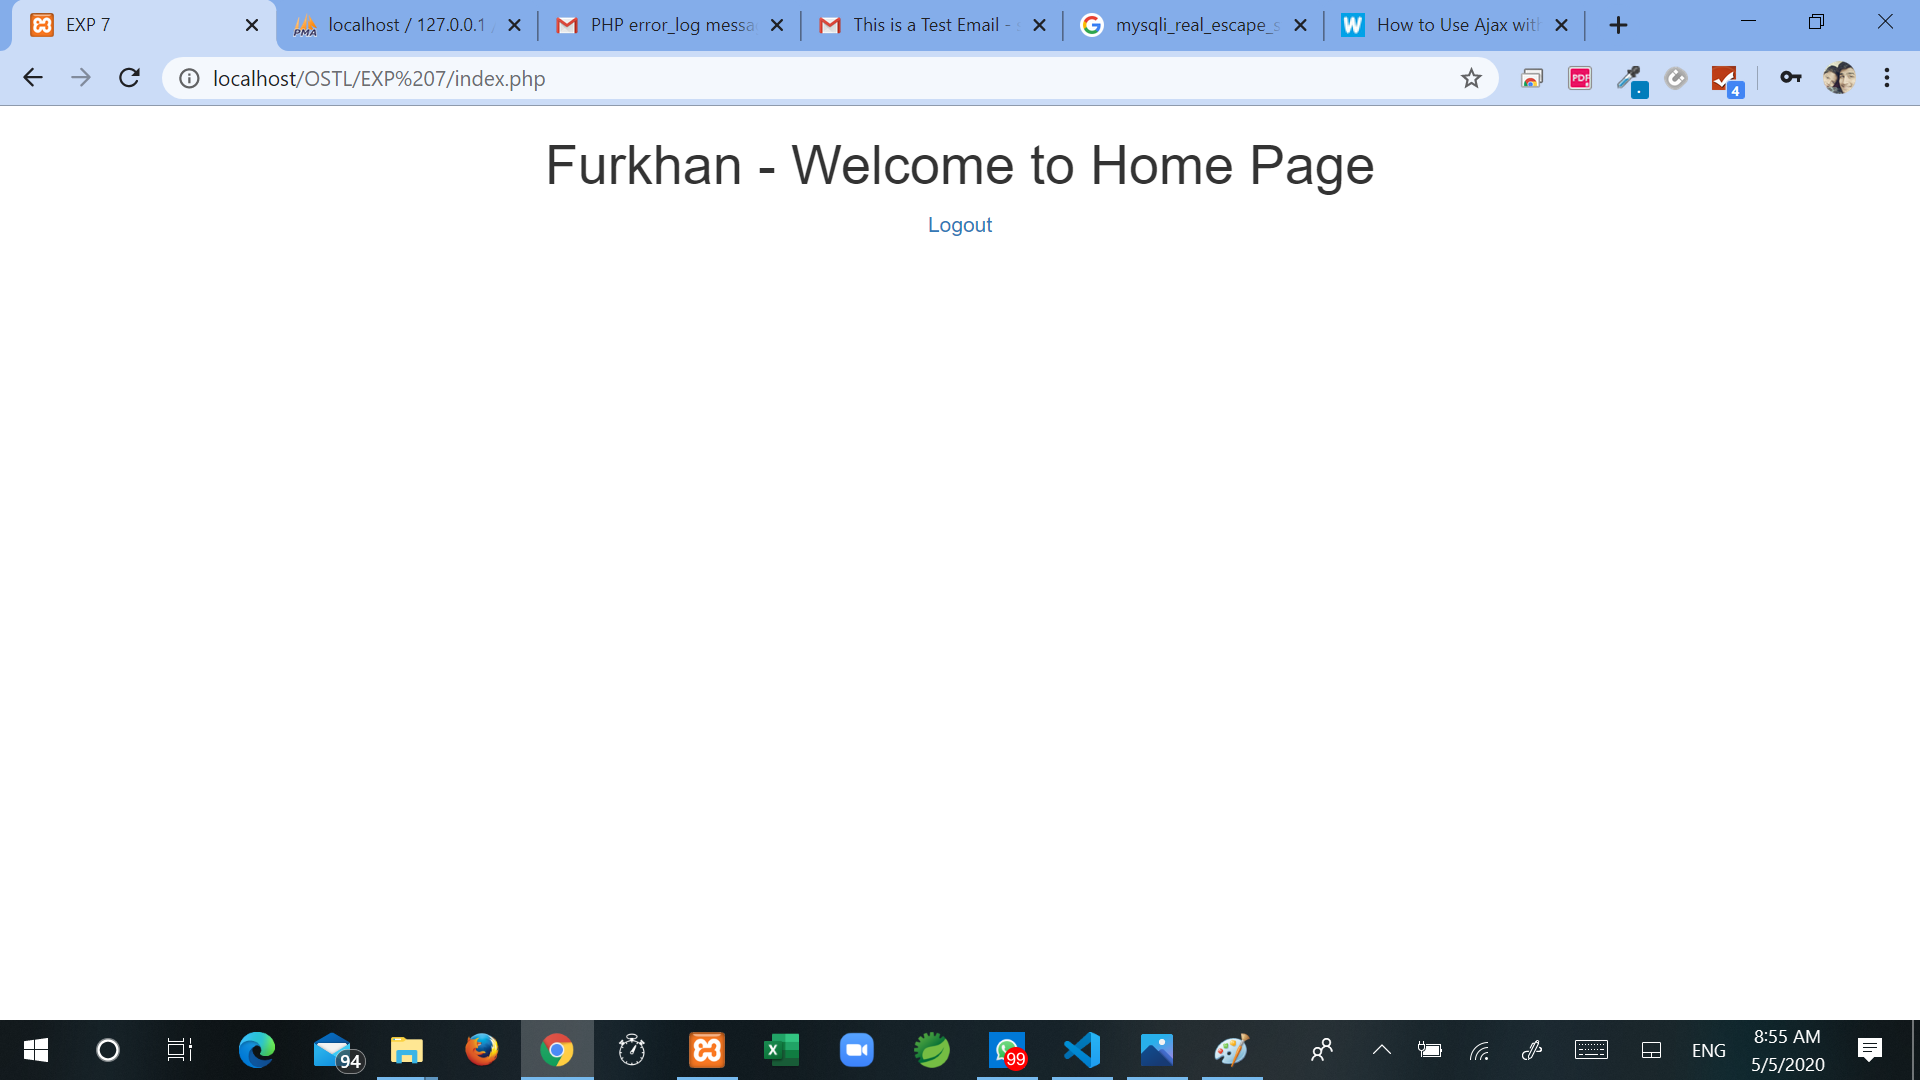 EXP 7
localhost / 127.0.0.1
PHP error_log messa
This is a Test Email -
mysqli_real_escape_s
How to Use Ajax with
localhost/OSTL/EXP%207/index.php
PDF
4
Furkhan - Welcome to Home Page
Logout
94
99
ENG
8:55 AM
5/5/2020